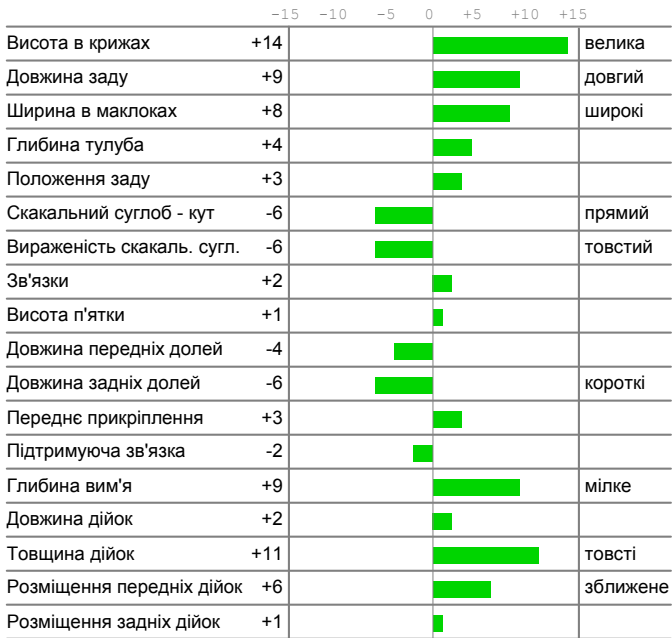 -15 -10 -5 0 +5 +10 +15
Висота в крижах +14 велика
Довжина заду +9 довгий
Ширина в маклоках +8 широкі
Глибина тулуба +4
Положення заду +3
Скакальний суглоб - кут -6 прямий
Вираженість скакаль. сугл. -6 товстий
Зв'язки +2
Висота п'ятки +1
Довжина передніх долей -4
Довжина задніх долей -6 короткі
Переднє прикріплення +3
Підтримуюча зв'язка -2
Глибина вим'я +9 мілке
Довжина дійок +2
Товщина дійок +11 товсті
Розміщення передніх дійок +6 зближене
Розміщення задніх дійок +1